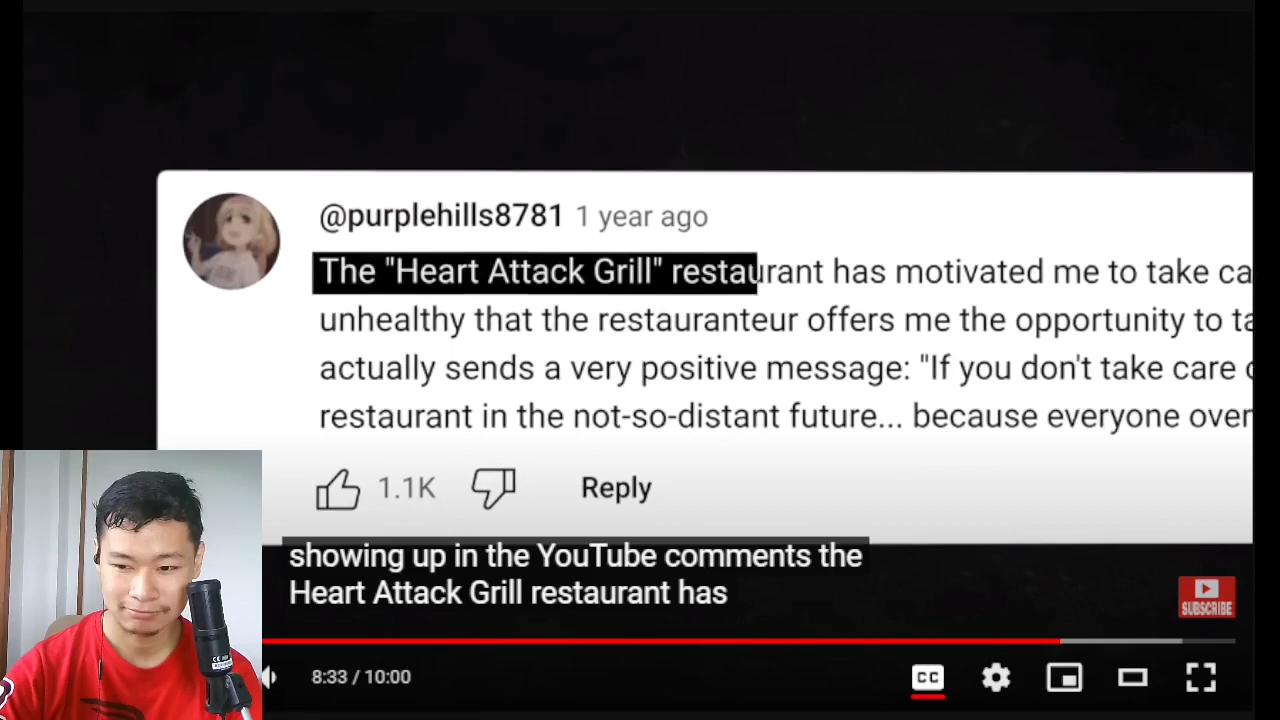 @purplehills8781 1 year ago
The "Heart Attack Grill" restaurant has motivated me to take ca
unhealthy that the restauranteur offers me the opportunity to ta
actually sends a very positive message: "If you don't take care
restaurant in the not-so-distant future... because everyone over
1.1K Reply
showing up in the YouTube comments the
Heart Attack Grill restaurant has
SUBSCRIBE
8:33 / 10:00
CC